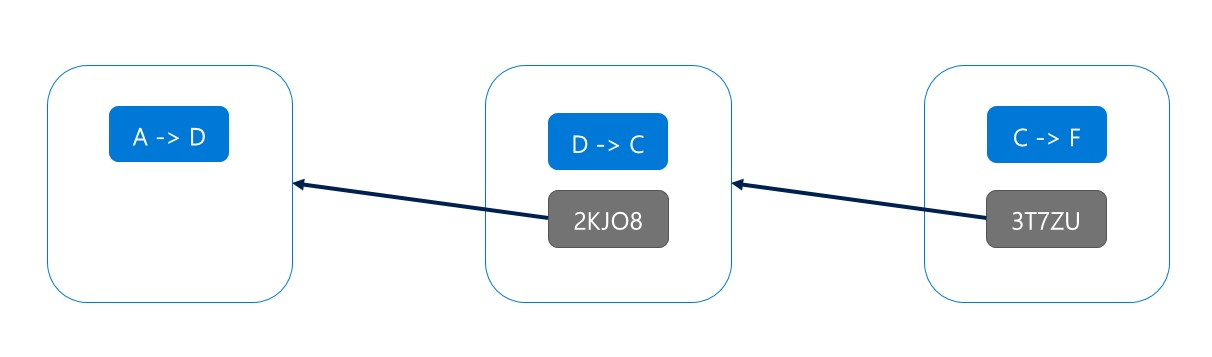 A -> D
D -> C
2KJO8
C -> F
3T7ZU